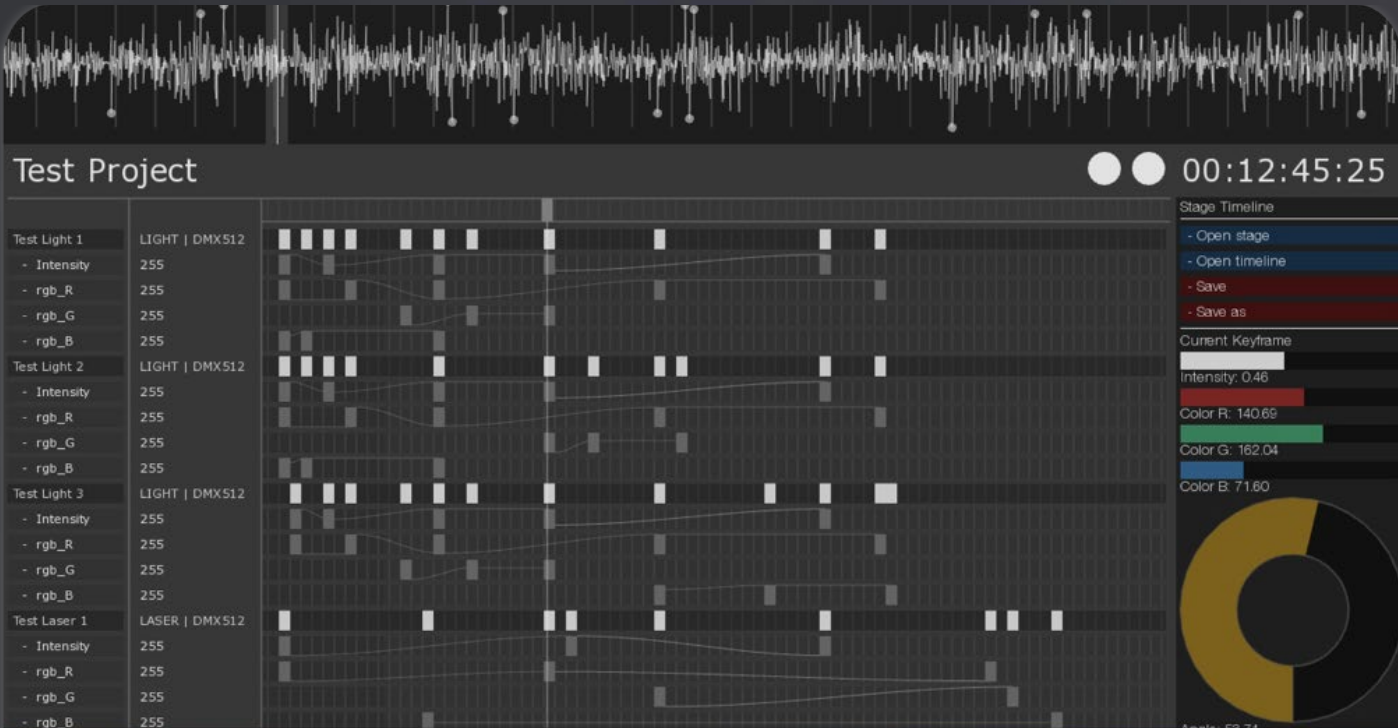 Test Project
00:12:45:25
Test Light 1 LIGHT | DMX512
- Intensity 255
- rgb_R 255
- rgb_G 255
- rgb_B 255
Test Light 2 LIGHT | DMX512
- Intensity 255
- rgb_R 255
- rgb_G 255
- rgb_B 255
Test Light 3 LIGHT | DMX512
- Intensity 255
- rgb_R 255
- rgb_G 255
- rgb_B 255
Test Laser 1 LASER | DMX512
- Intensity 255
- rgb_R 255
- rgb_G 255
- rgb_B 255
Stage Timeline
- Open stage
- Open timeline
- Save
- Save as
Current Keyframe
Intensity: 0.46
Color R: 140.69
Color G: 162.04
Color B: 71.60